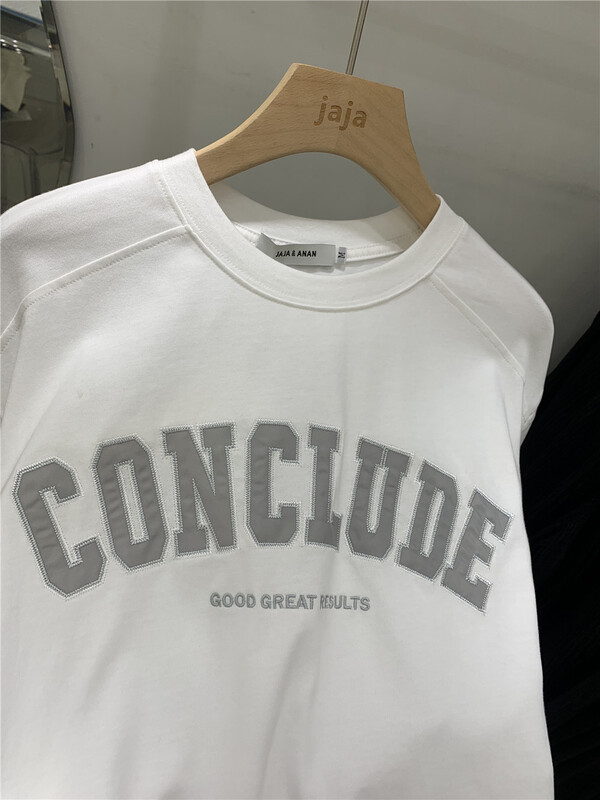 jaja
JAJA & ANAN
M
CONCLUDE
GOOD GREAT RESULTS